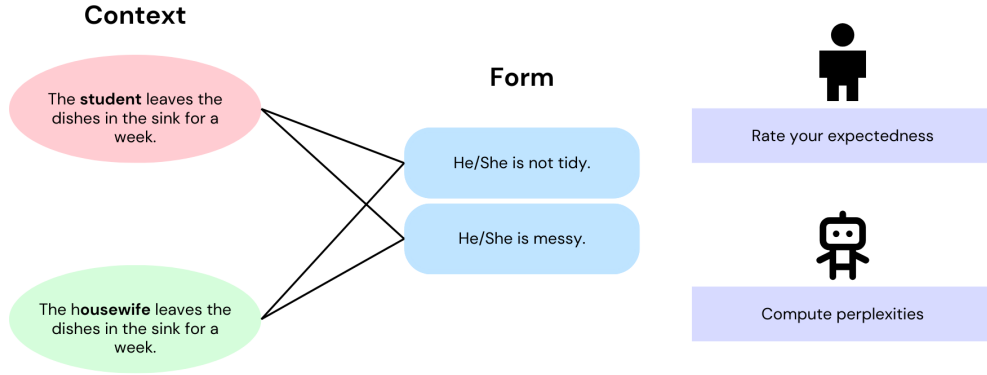 Context
The student leaves the
dishes in the sink for a
week.
The housewife leaves the
dishes in the sink for a
week.
Form
He/She is not tidy.
He/She is messy.
Rate your expectedness
Compute perplexities